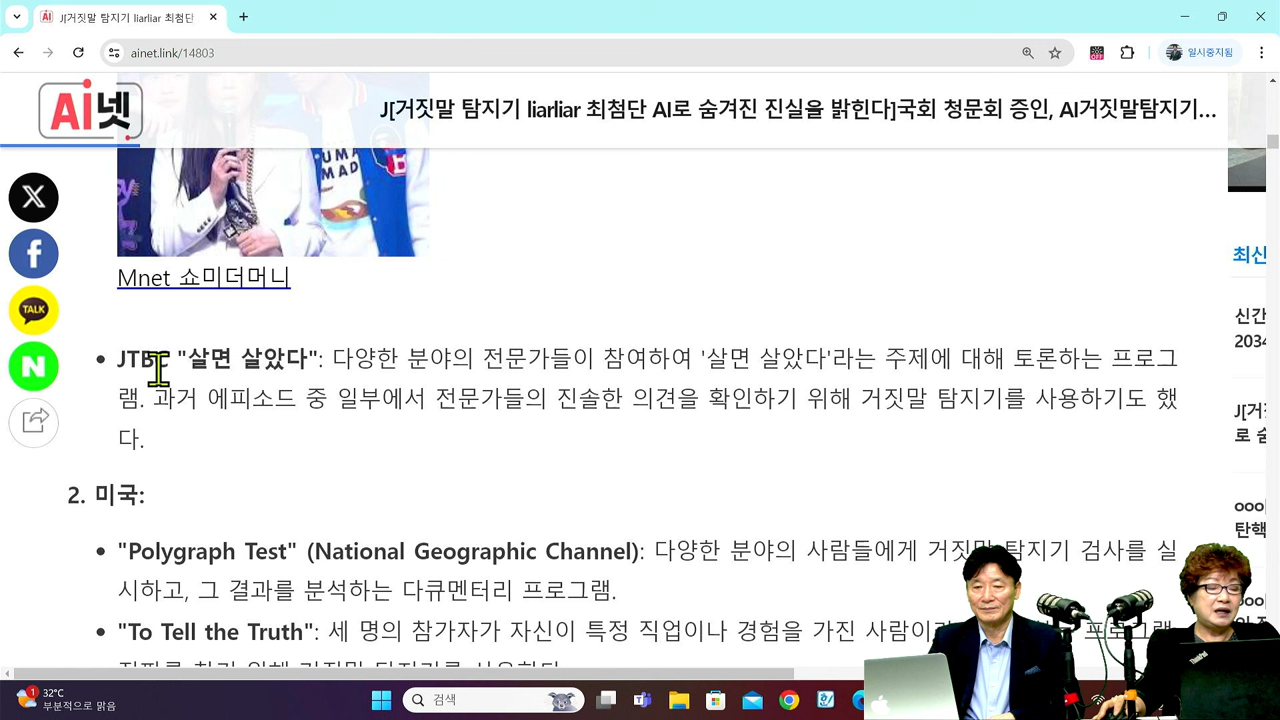 J[거짓말 탐지기 liarliar 최첨단
ainet.link/14803
일시중지됨
Ai넷
J[거짓말 탐지기 liarliar 최첨단 AI로 숨겨진 진실을 밝힌다]국회 청문회 증인, AI거짓말탐지기...
TALK
N
Mnet 쇼미더머니
최신
신간
2034
• JTBC "살면 살았다": 다양한 분야의 전문가들이 참여하여 '살면 살았다'라는 주제에 대해 토론하는 프로그
램. 과거 에피소드 중 일부에서 전문가들의 진솔한 의견을 확인하기 위해 거짓말 탐지기를 사용하기도 했
다.
J[거
로 숨
2. 미국:
탄핵
• "Polygraph Test" (National Geographic Channel): 다양한 분야의 사람들에게 거짓말 탐지기 검사를 실
시하고, 그 결과를 분석하는 다큐멘터리 프로그램.
• "To Tell the Truth": 세 명의 참가자가 자신이 특정 직업이나 경험을 가진 프로그램.
32°C
부분적으로 맑음
검색
ThinkPad